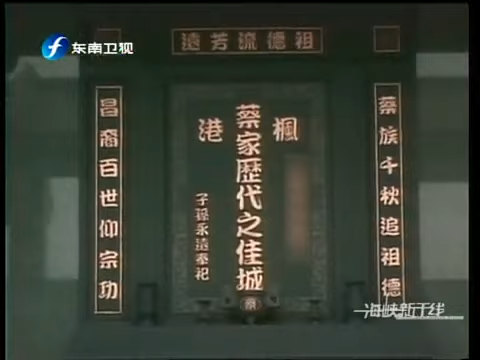 东南卫视
祖德流芳遠
蔡族千秋追祖德
楓港
蔡家歷代之佳城
子孫永遠奉祀
昌裔百世仰宗功
海峡新干线